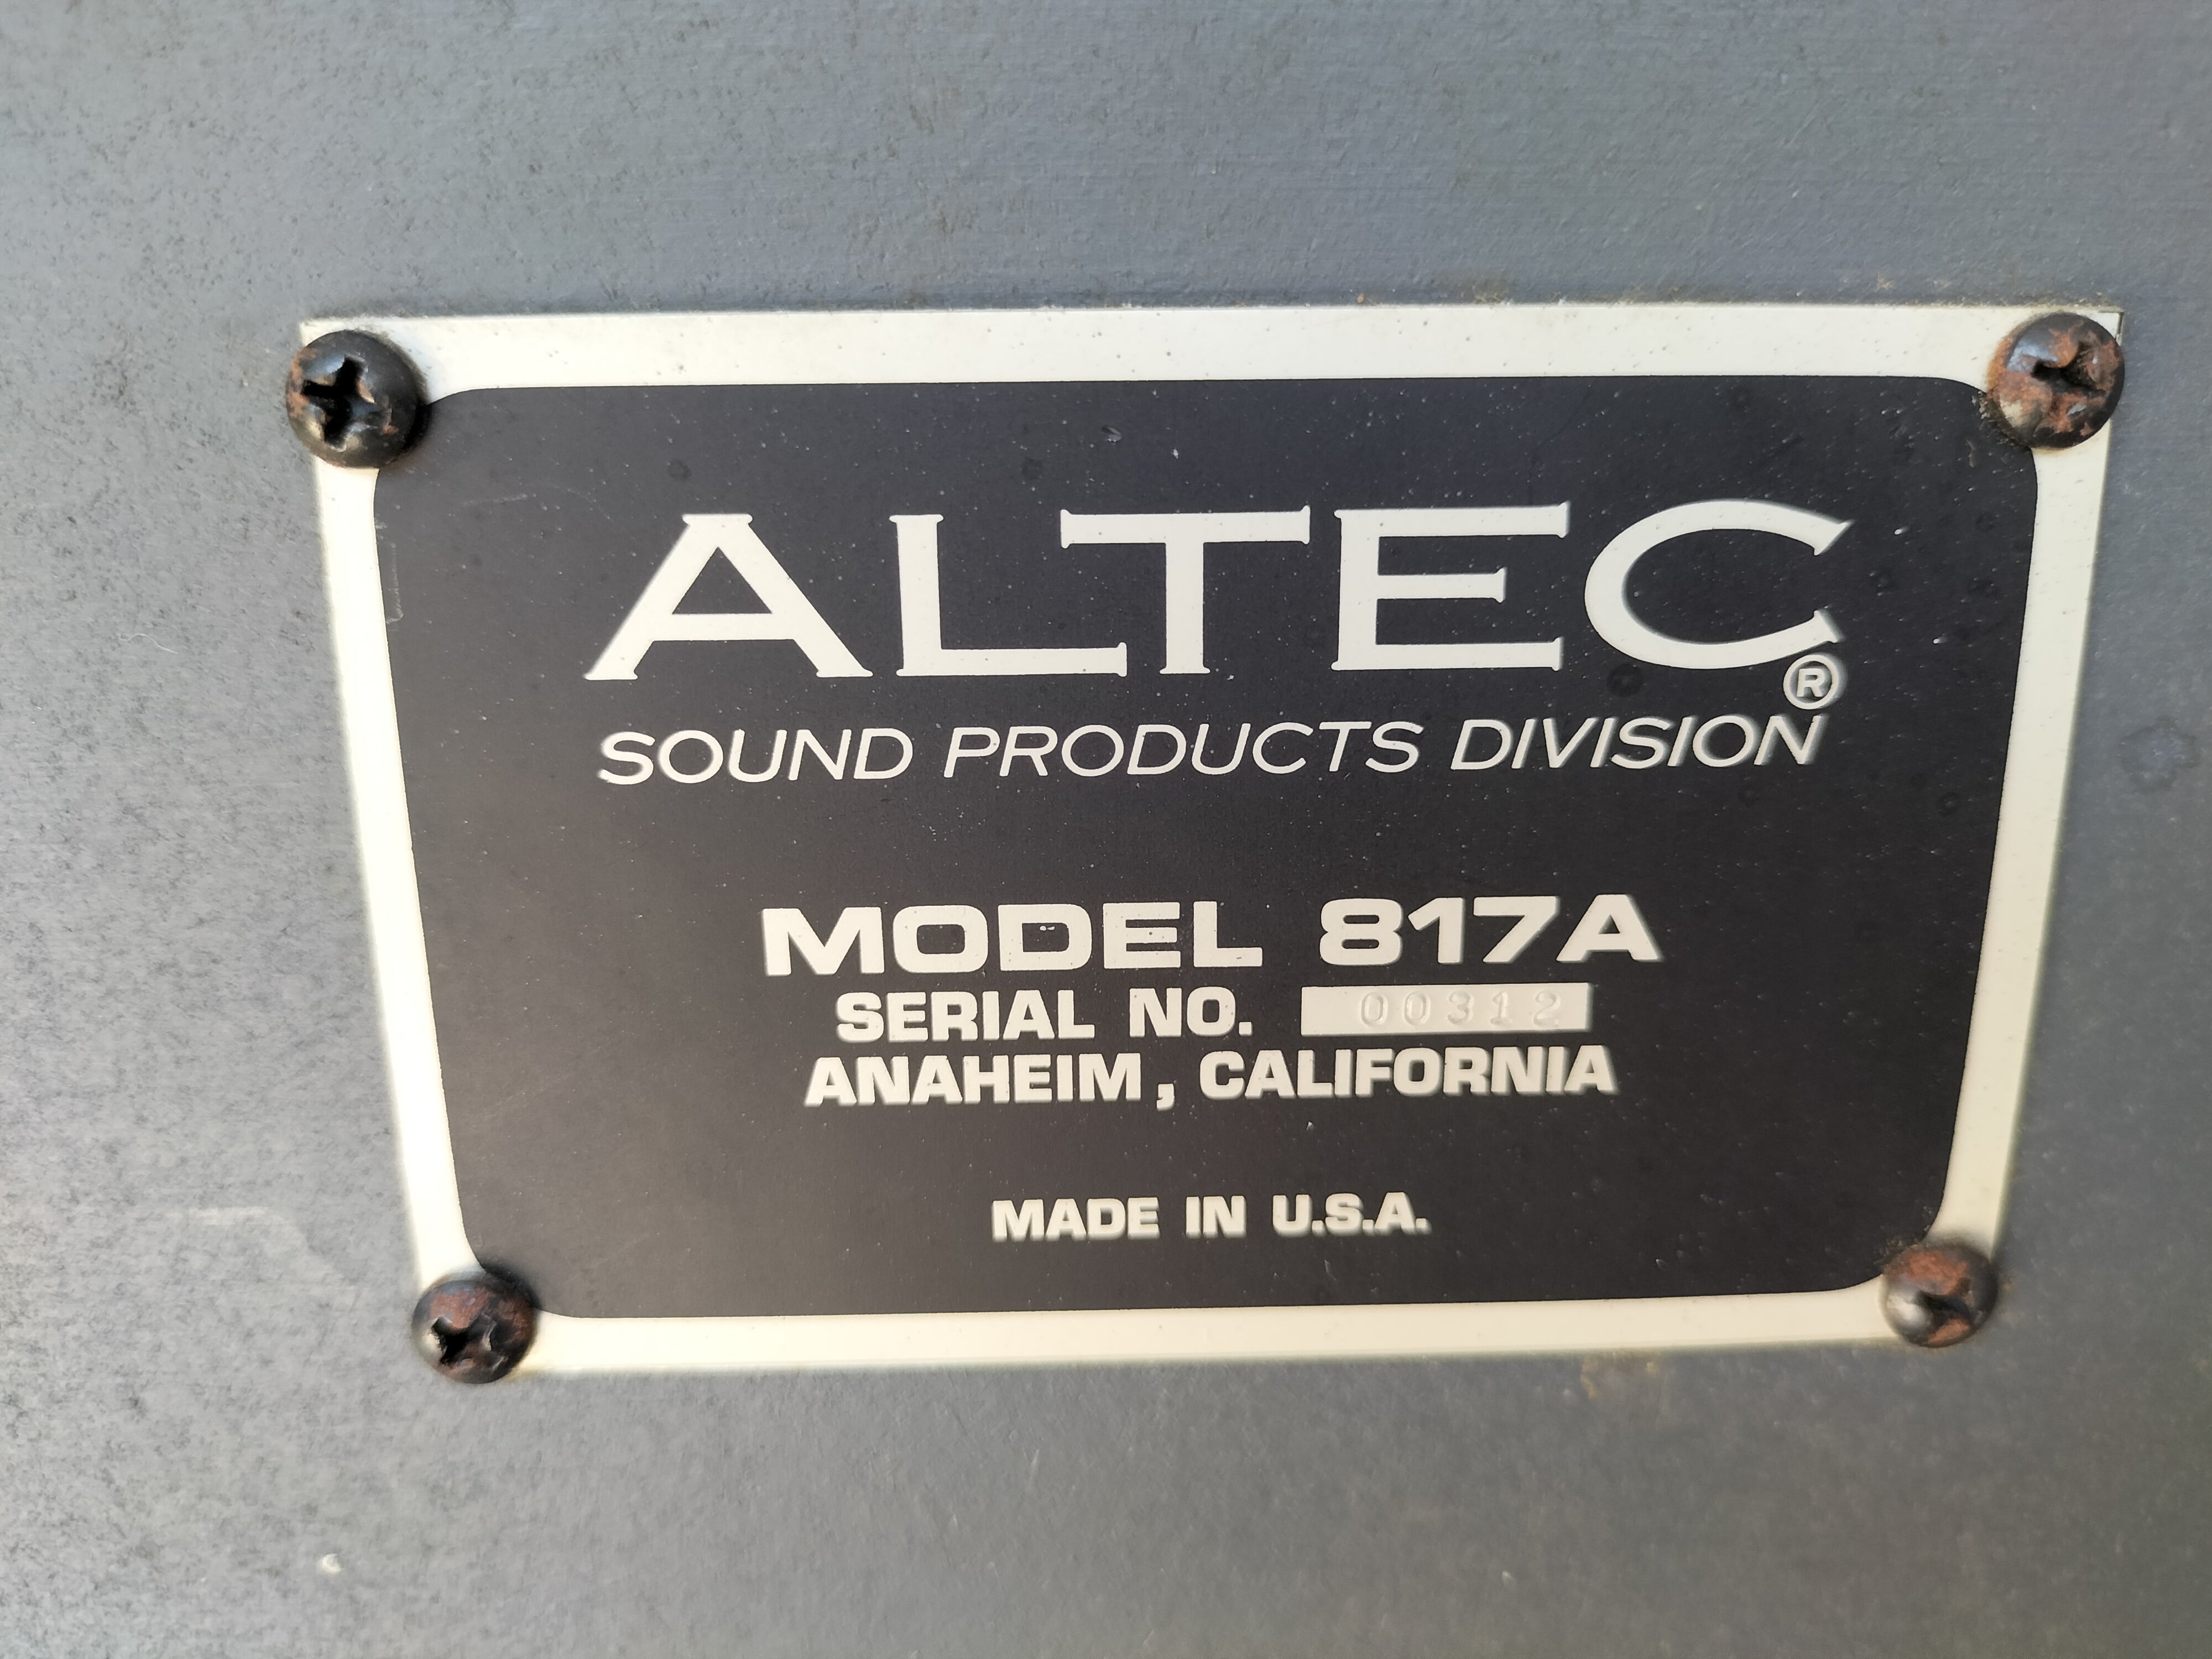 ALTEC®
SOUND PRODUCTS DIVISION
MODEL 817A
SERIAL NO. 00312
ANAHEIM, CALIFORNIA
MADE IN U.S.A.